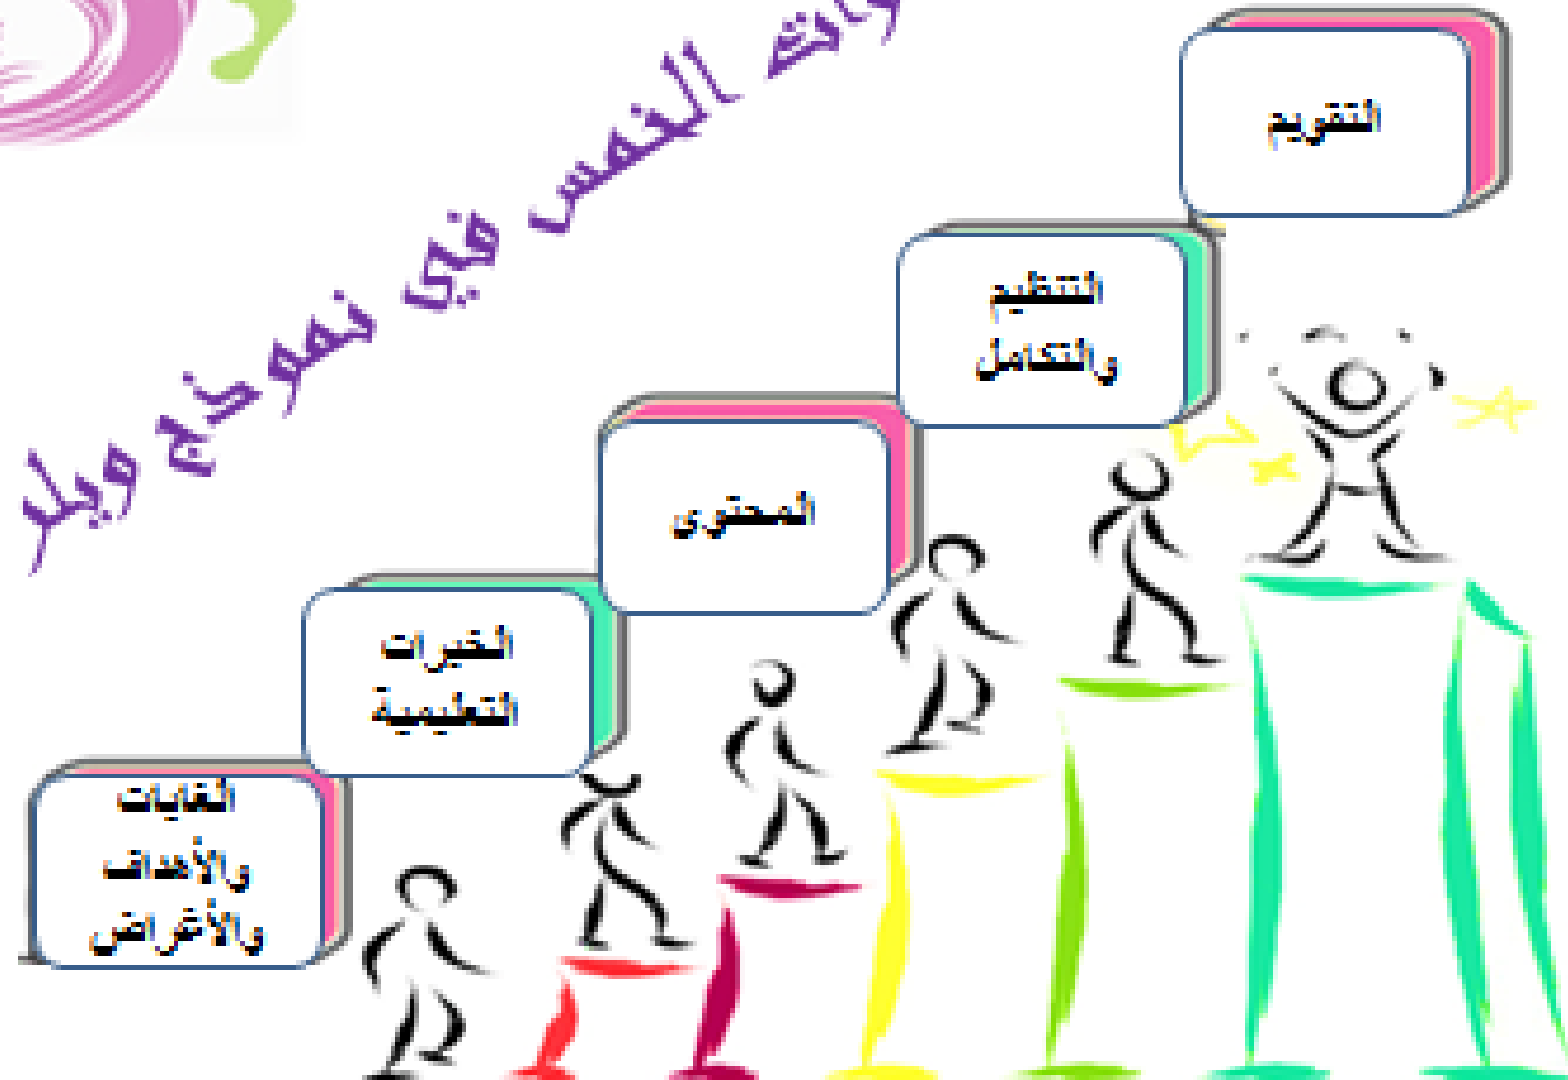 النفس في نموذج ويلر
التقويم
التنظيم
والتكامل
المحتوى
الخبرات
التعليمية
الغايات
والأهداف
والأغراض